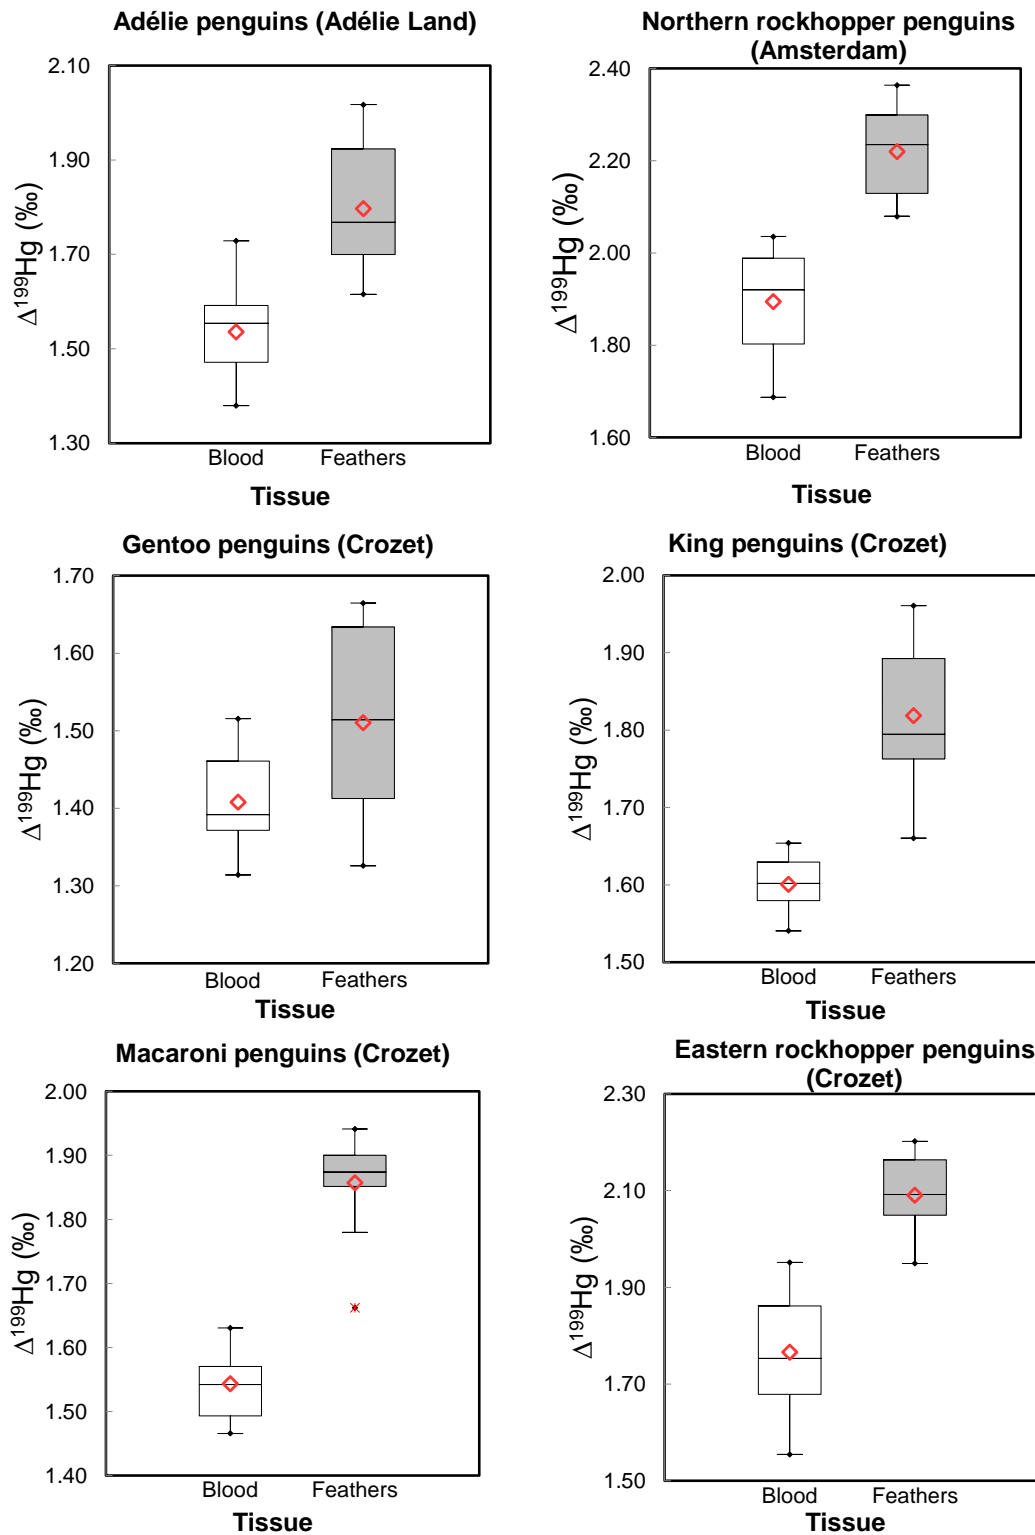 Adélie penguins (Adélie Land)
2.10
1.90
1.70
1.50
1.30
Δ199Hg (‰)
Blood
Feathers
Tissue
Northern rockhopper penguins
(Amsterdam)
2.40
2.20
2.00
1.80
1.60
Δ199Hg (‰)
Blood
Feathers
Tissue
Gentoo penguins (Crozet)
1.70
1.60
1.50
1.40
1.30
1.20
Δ199Hg (‰)
Blood
Feathers
Tissue
King penguins (Crozet)
2.00
1.90
1.80
1.70
1.60
1.50
Δ199Hg (‰)
Blood
Feathers
Tissue
Macaroni penguins (Crozet)
2.00
1.90
1.80
1.70
1.60
1.50
1.40
Δ199Hg (‰)
Blood
Feathers
Tissue
Eastern rockhopper penguins
(Crozet)
2.30
2.10
1.90
1.70
1.50
Δ199Hg (‰)
Blood
Feathers
Tissue